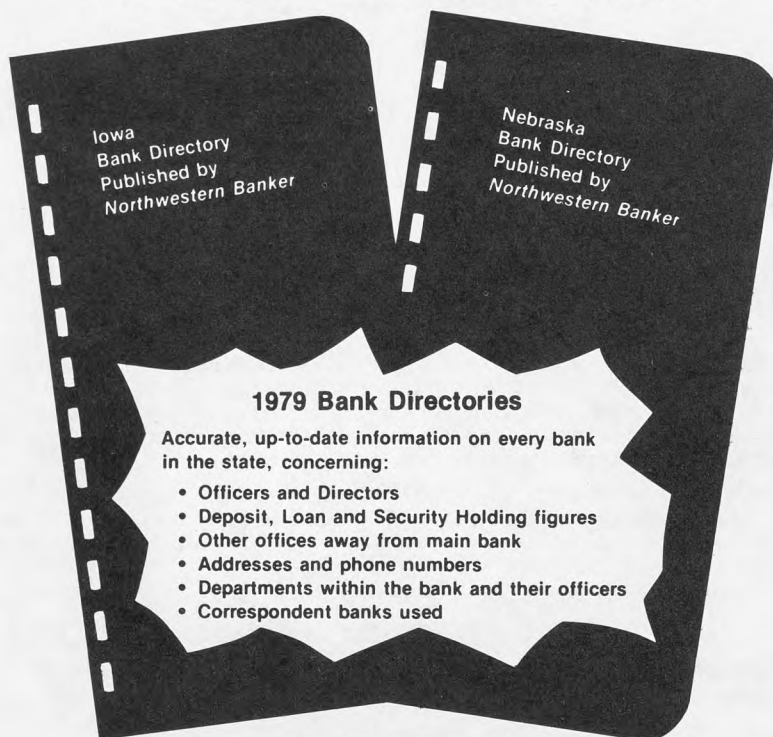 Iowa
Bank Directory
Published by
Northwestern Banker
Nebraska
Bank Directory
Published by
Northwestern Banker
1979 Bank Directories
Accurate, up-to-date information on every bank
in the state, concerning:
• Officers and Directors
• Deposit, Loan and Security Holding figures
• Other offices away from main bank
• Addresses and phone numbers
• Departments within the bank and their officers
• Correspondent banks used